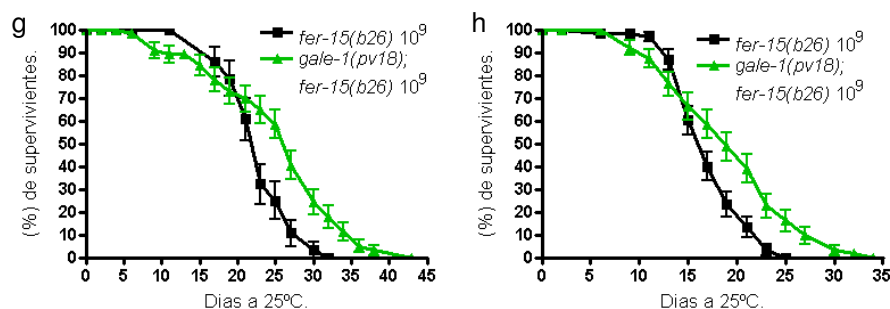 g
fer-15(b26) 10⁹
gale-1(pv18);
fer-15(b26) 10⁹
(%) de supervivientes.
100
90
80
70
60
50
40
30
20
10
0
0 5 10 15 20 25 30 35 40 45
Dias a 25ºC.
h
fer-15(b26) 10⁹
gale-1(pv18);
fer-15(b26) 10⁹
(%) de supervivientes.
100
90
80
70
60
50
40
30
20
10
0
0 5 10 15 21 25 30 35
Dias a 25ºC.